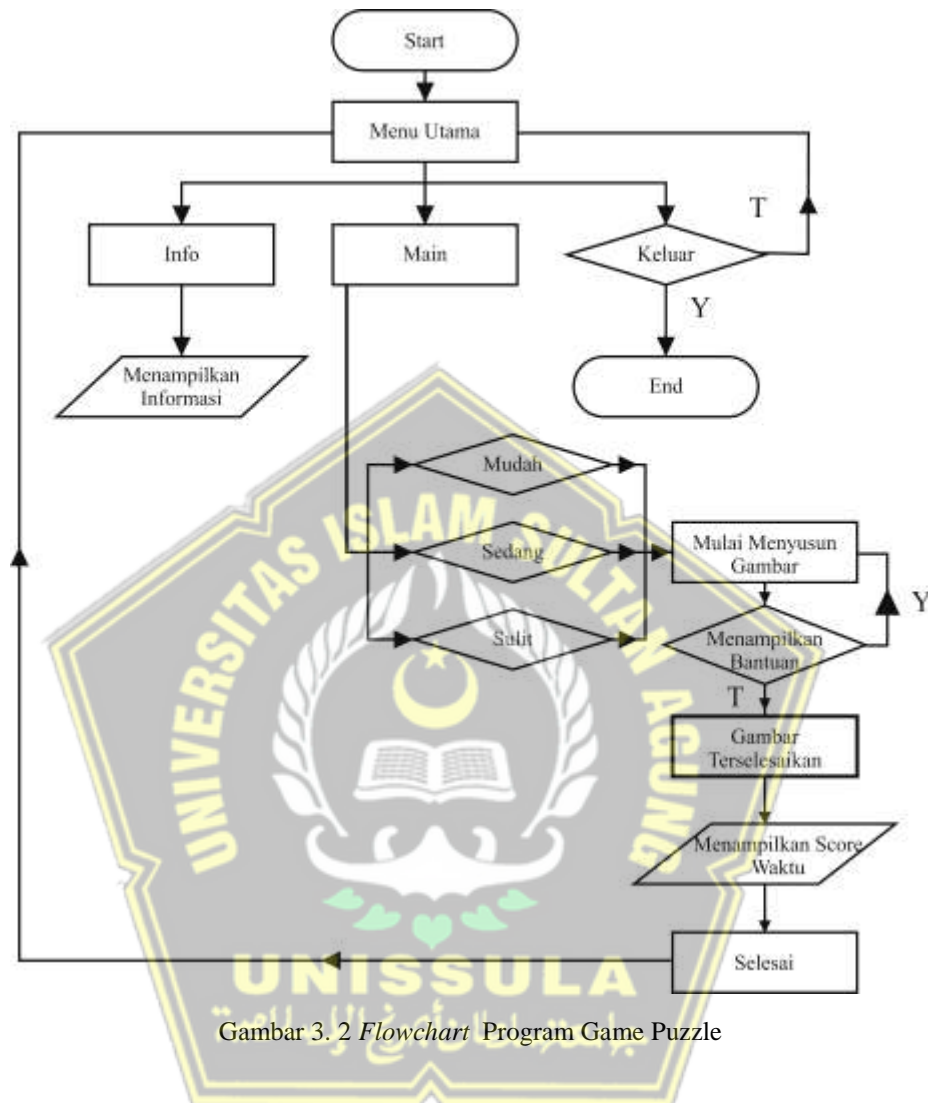 Start
Menu Utama
T
Info
Main
Keluar
Y
Menampilkan
Informasi
End
Mudah
Sedang
Mulai Menyusun
Gambar
Y
Sulit
Menampilkan
Bantuan
T
Gambar
Terselesaikan
Menampilkan Score
Waktu
Selesai
UNIVERSITAS ISLAM SULTAN AGUNG
UNISSULA
Gambar 3. 2 Flowchart Program Game Puzzle